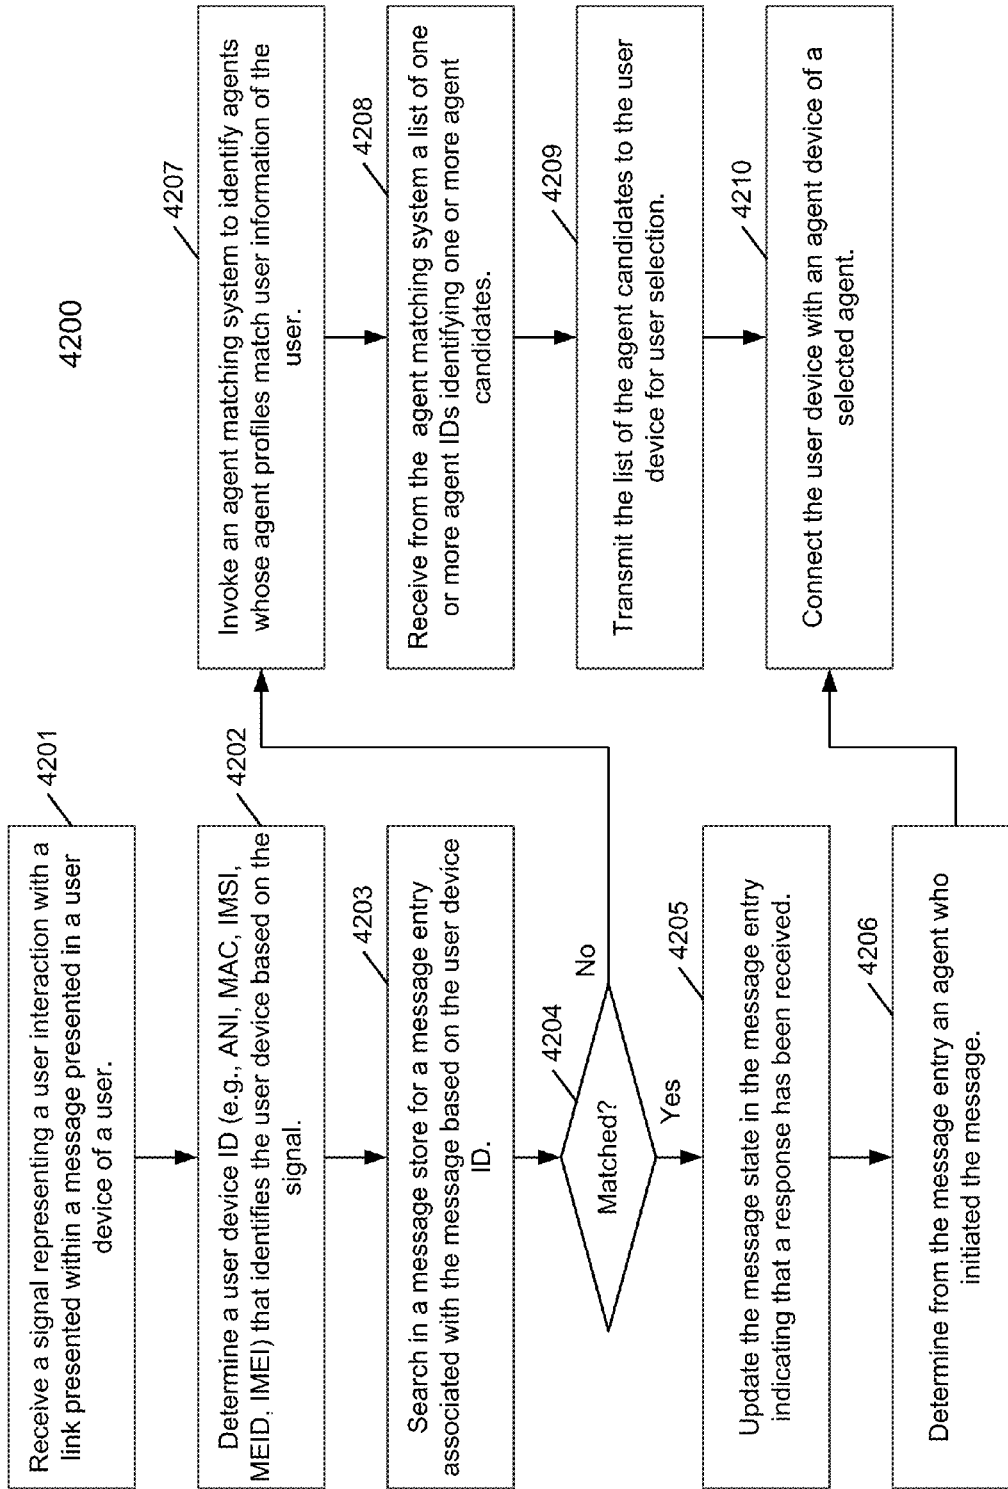 4200
4201
Receive a signal representing a user interaction with a
link presented within a message presented in a user
device of a user.
4202
Determine a user device ID (e.g., ANI, MAC, IMSI,
MEID, IMEI) that identifies the user device based on the
signal.
4203
Search in a message store for a message entry
associated with the message based on the user device
ID.
4204
Matched?
No
Yes
4205
Update the message state in the message entry
indicating that a response has been received.
4206
Determine from the message entry an agent who
initiated the message.
4207
Invoke an agent matching system to identify agents
whose agent profiles match user information of the
user.
4208
Receive from the agent matching system a list of one
or more agent IDs identifying one or more agent
candidates.
4209
Transmit the list of the agent candidates to the user
device for user selection.
4210
Connect the user device with an agent device of a
selected agent.